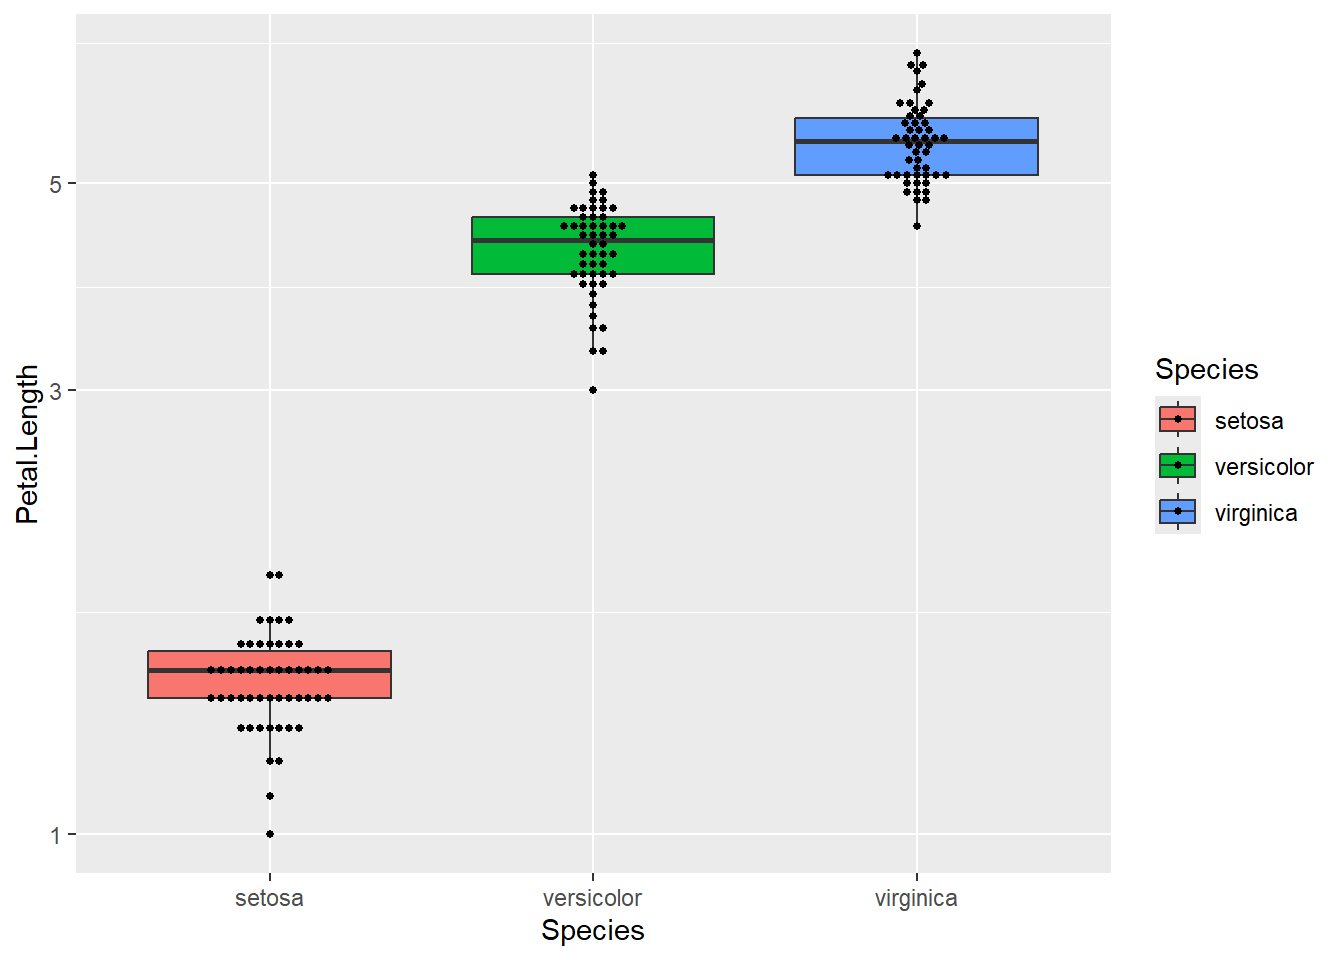 Petal.Length
5
3
1
setosa
versicolor
virginica
Species
Species
setosa
versicolor
virginica